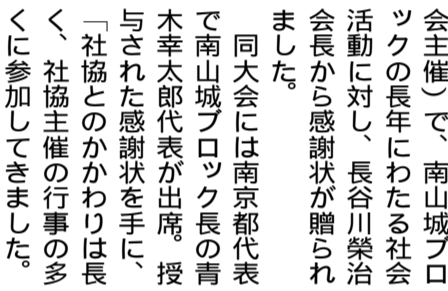 会主催）で、南山城ブロ
ックの長年にわたる社会
活動に対し、長谷川榮治
会長から感謝状が贈られ
ました。
　同大会には南京都代表
で南山城ブロック長の青
木幸太郎代表が出席。授
与された感謝状を手に、
「社協とのかかわりは長
く、社協主催の行事の多
くに参加してきました。